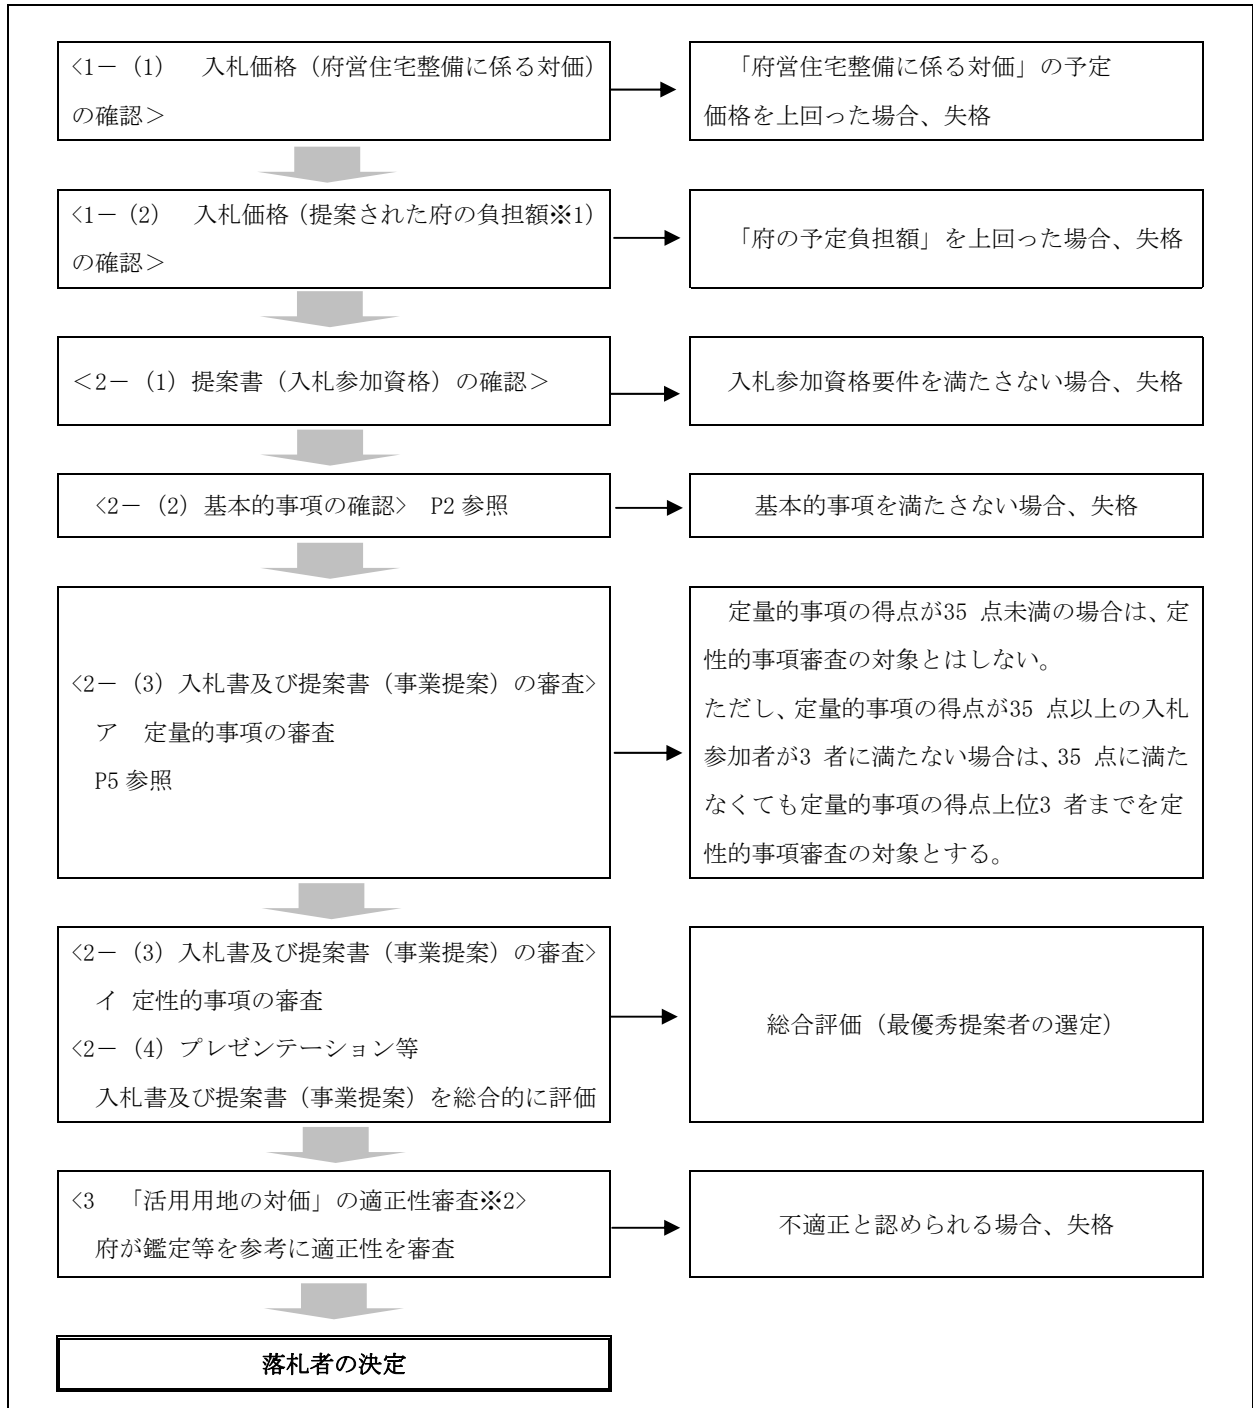 <1－（1） 入札価格（府営住宅整備に係る対価）
の確認＞
「府営住宅整備に係る対価」の予定
価格を上回った場合、失格
<1－（2） 入札価格（提案された府の負担額※1）
の確認＞
「府の予定負担額」を上回った場合、失格
＜2－（1）提案書（入札参加資格）の確認＞
入札参加資格要件を満たさない場合、失格
<2－（2）基本的事項の確認> P2 参照
基本的事項を満たさない場合、失格
<2－（3）入札書及び提案書（事業提案）の審査>
ア 定量的事項の審査
P5 参照
定量的事項の得点が35 点未満の場合は、定
性的事項審査の対象とはしない。
ただし、定量的事項の得点が35 点以上の入札
参加者が3 者に満たない場合は、35 点に満た
なくても定量的事項の得点上位3 者までを定
性的事項審査の対象とする。
<2－（3）入札書及び提案書（事業提案）の審査>
イ 定性的事項の審査
<2－（4）プレゼンテーション等
入札書及び提案書（事業提案）を総合的に評価
総合評価（最優秀提案者の選定）
<3 「活用用地の対価」の適正性審査※2>
府が鑑定等を参考に適正性を審査
不適正と認められる場合、失格
落札者の決定